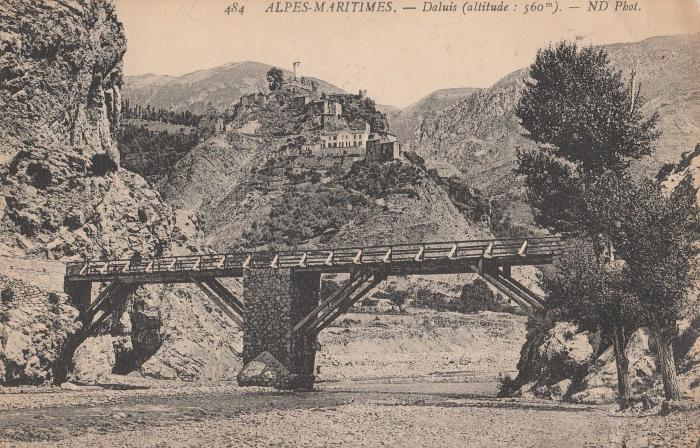 484 ALPES-MARITIMES. — Daluis (altitude : 560m). — ND Phot.